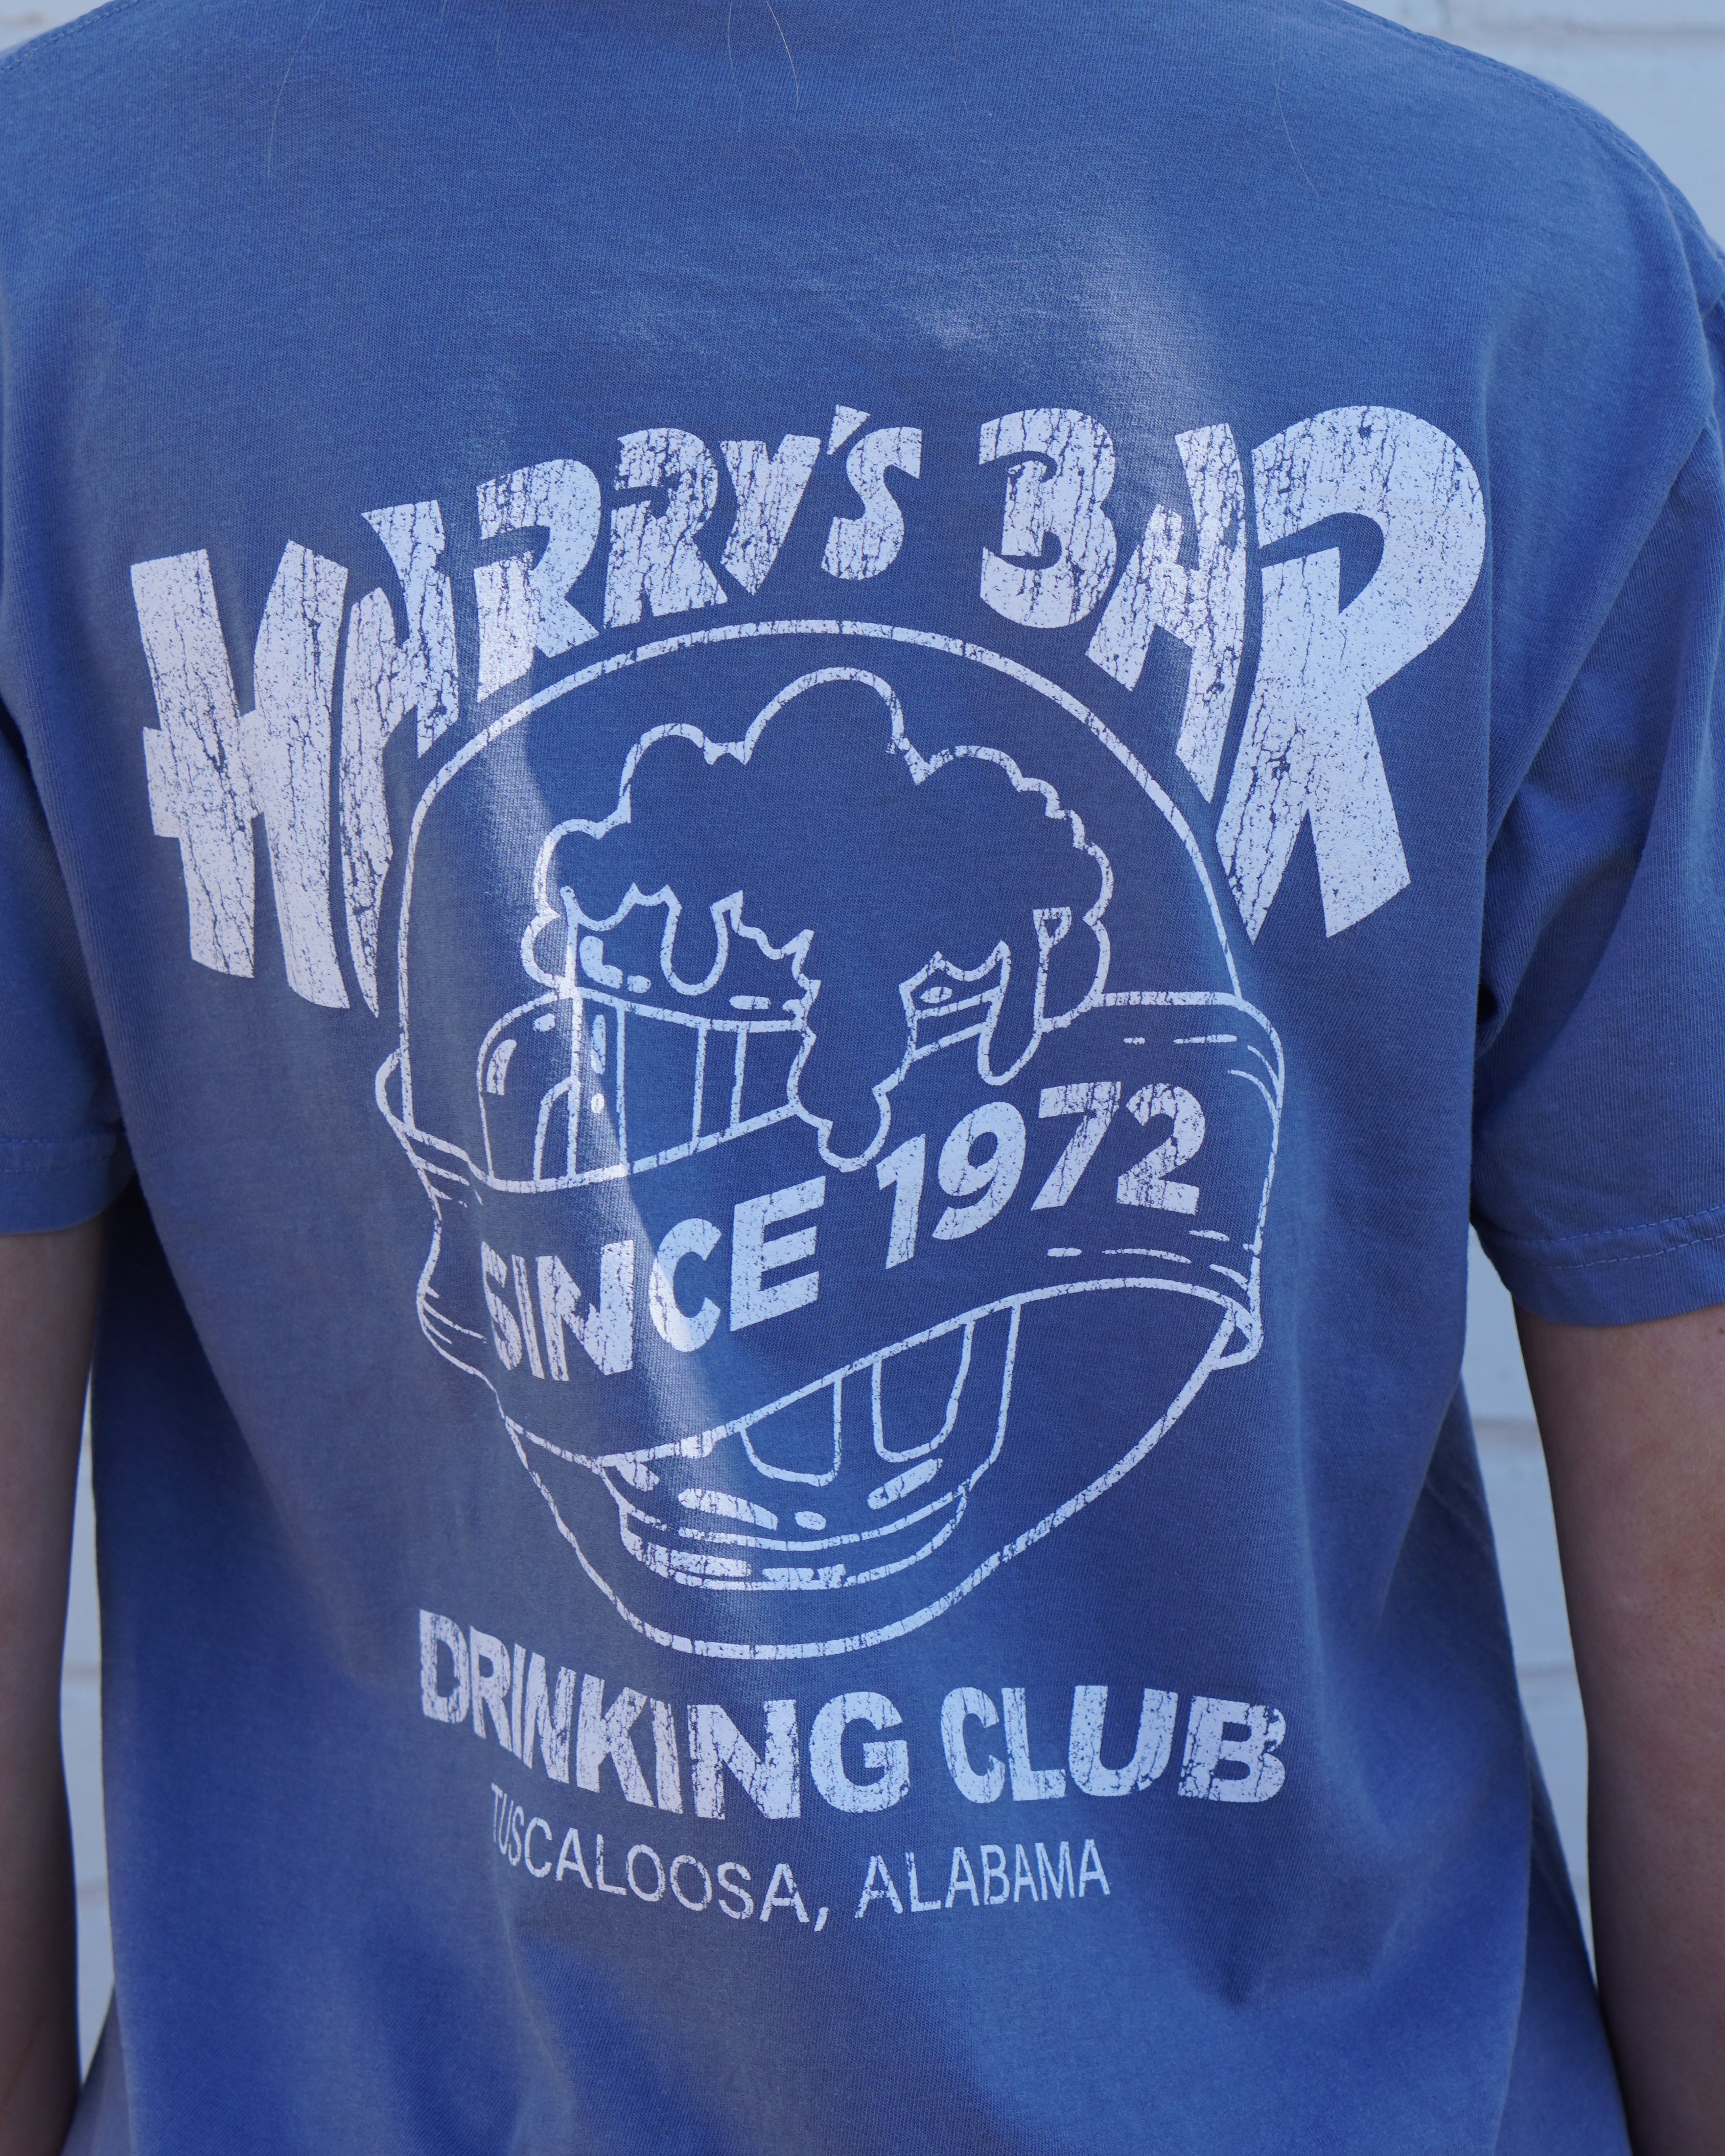 HARRY'S BAR
SINCE 1972
DRINKING CLUB
TUSCALOOSA, ALABAMA